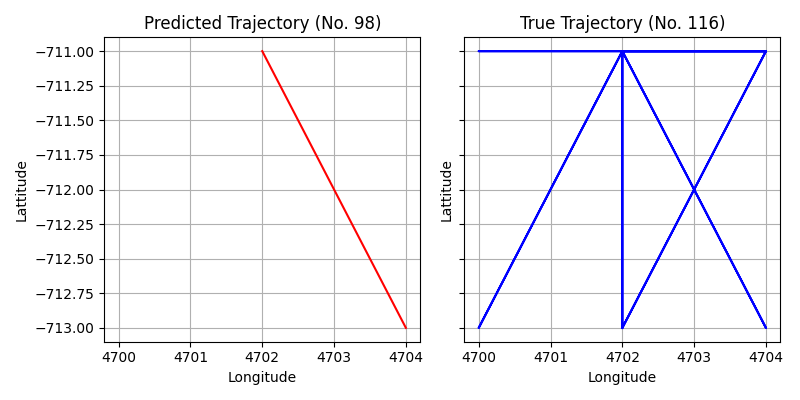 Predicted Trajectory (No. 98)
True Trajectory (No. 116)
−711.00
−711.25
−711.50
−711.75
−712.00
−712.25
−712.50
−712.75
−713.00
Lattitude
Lattitude
4700 4701 4702 4703 4704
4700 4701 4702 4703 4704
Longitude
Longitude